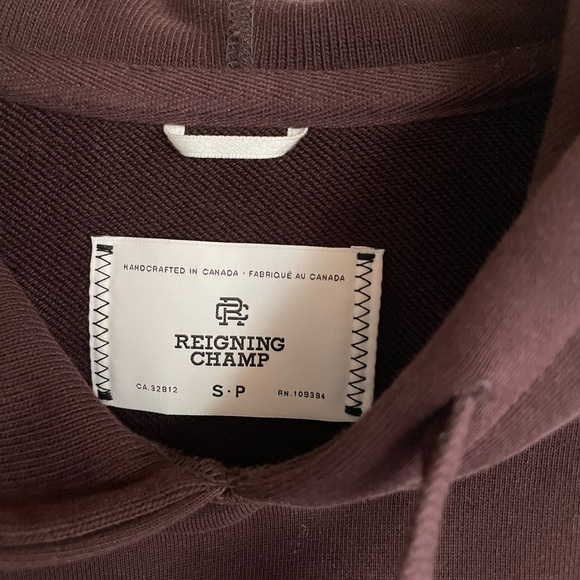 HANDCRAFTED IN CANADA - FABRIQUÉ AU CANADA
RC
REIGNING
CHAMP
CA.32812 S·P RN.109384